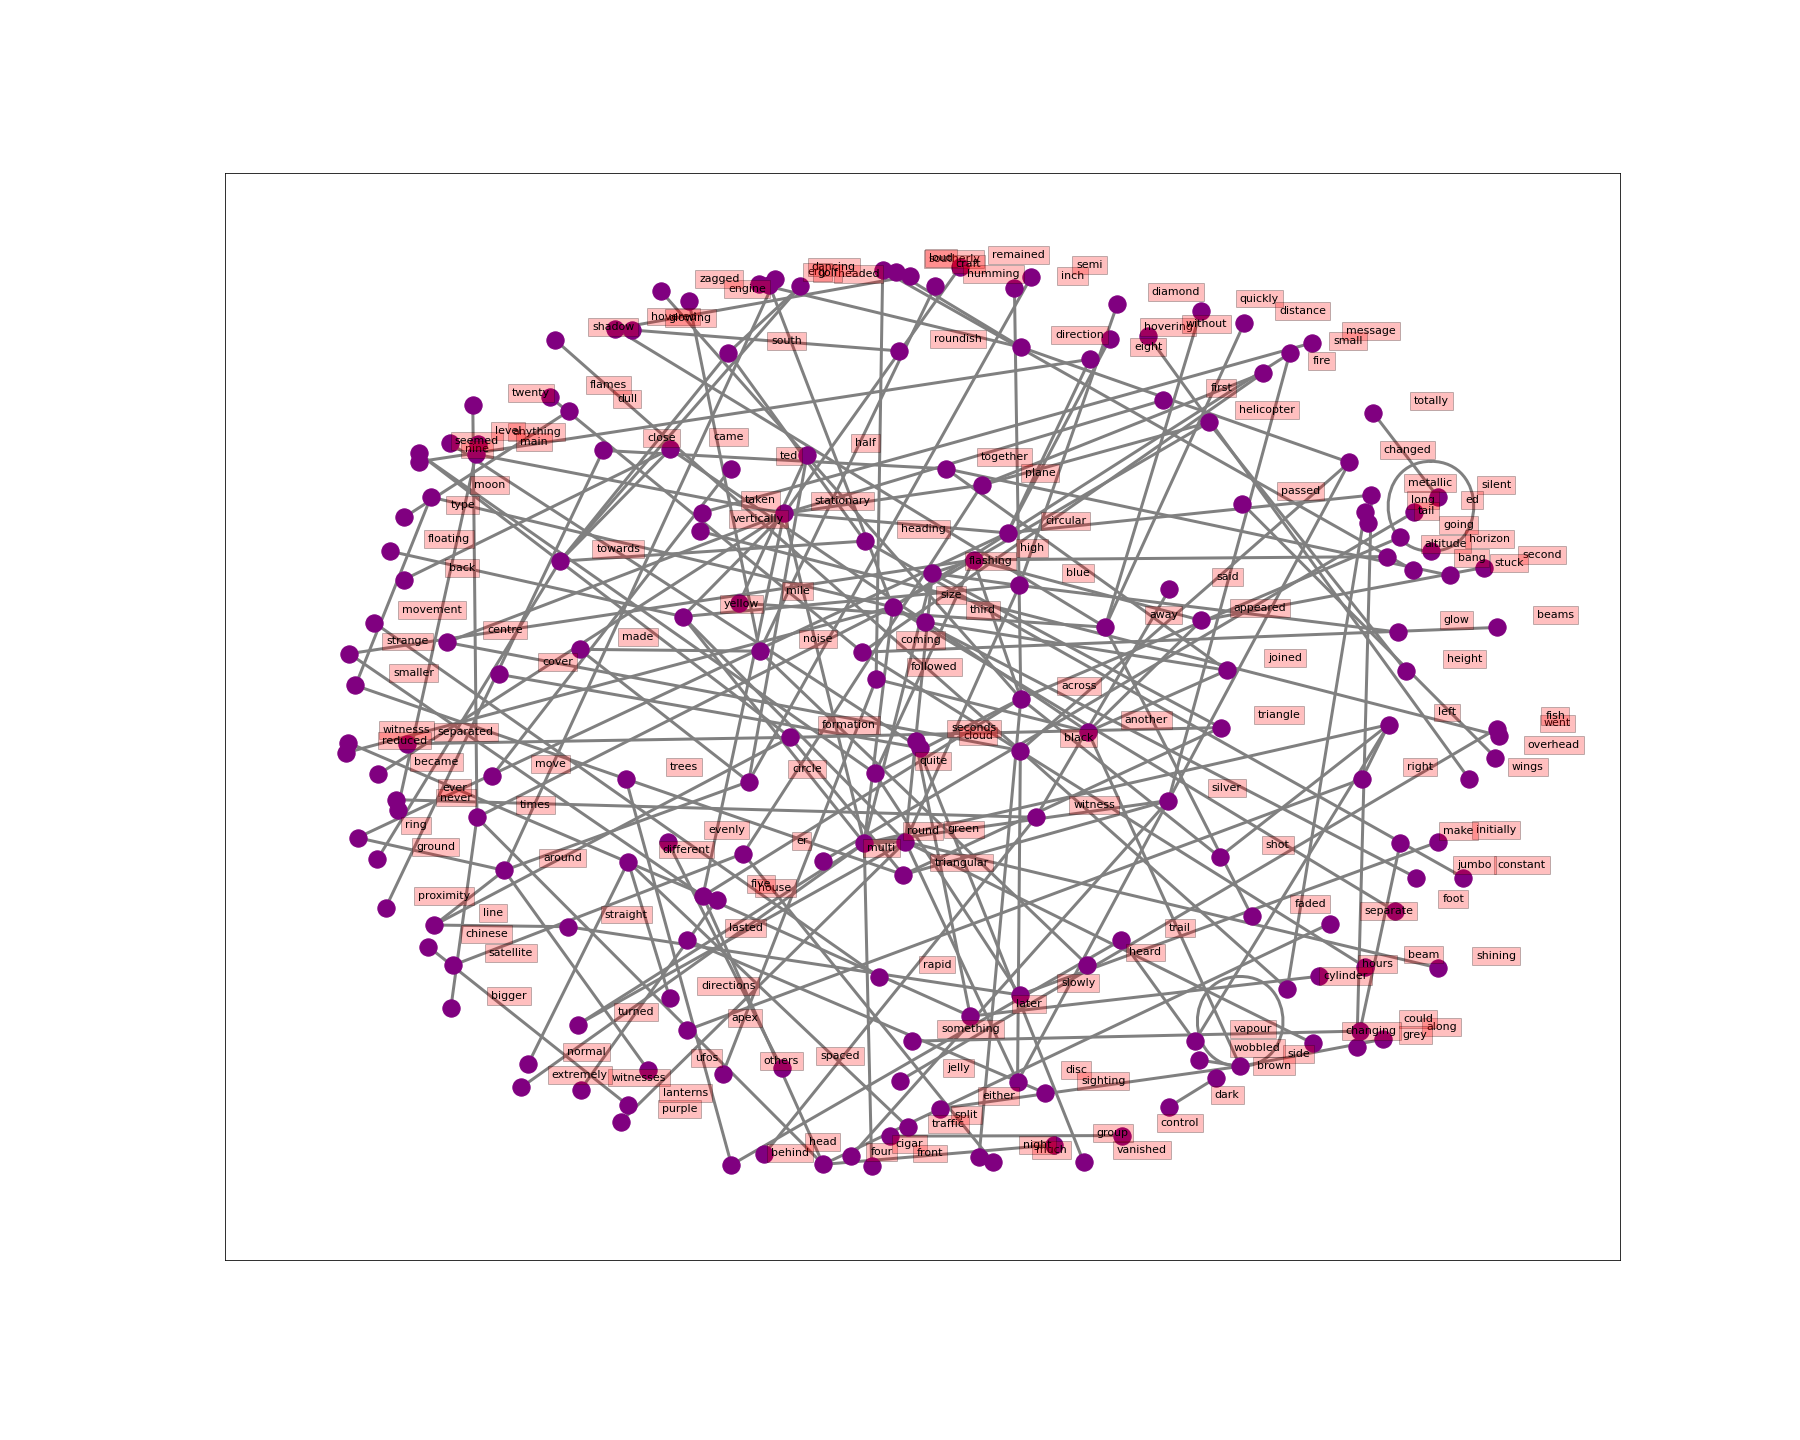 remained
semi
inch
humming
craft
dancing
headed
zagged
engine
diamond
quickly
distance
message
small
fire
without
hovering
direction
eight
shadow
glowing
south
roundish
flames
twenty
dull
first
helicopter
totally
came
close
half
ted
level
anything
seemed
main
nine
together
plane
changed
moon
type
taken
stationary
vertically
passed
metallic
silent
long
ed
tail
going
horizon
altitude
heading
circular
high
floating
towards
back
flashing
blue
bang
second
stuck
said
movement
yellow
mile
size
third
appeared
away
glow
beams
strange
centre
made
noise
coming
smaller
cover
followed
joined
height
across
witnesss
separated
reduced
formation
seconds
cloud
another
black
triangle
left
fish
went
overhead
became
move
trees
circle
quite
right
wings
ever
never
times
silver
witness
ring
ground
evenly
different
er
round
green
multi
triangular
make
initially
around
shot
jumbo
constant
five
house
proximity
line
chinese
straight
lasted
satellite
separate
foot
faded
trail
heard
beam
shining
hours
cylinder
bigger
directions
rapid
slowly
turned
apex
later
something
vapour
could
along
changing
grey
wobbled
side
brown
normal
ufos
others
spaced
extremely
witnesses
lanterns
purple
jelly
disc
sighting
either
dark
split
traffic
control
head
behind
cigar
four
front
night
group
vanished